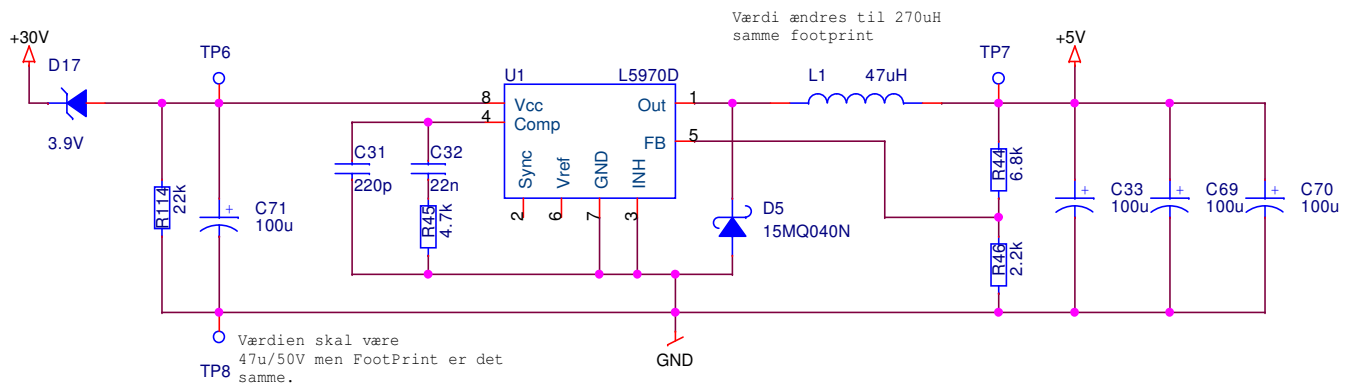 Værdi ændres til 270uH
samme footprint
+30V
TP6
TP7
+5V
D17
U1
L5970D
L1
47uH
8
Vcc
Out
1
4
Comp
FB
5
3.9V
Sync
Vref
GND
INH
2
6
7
3
C31
220p
C32
22n
R44
6.8k
R114
22k
C71
100u
R45
4.7k
D5
15MQ040N
C33
100u
C69
100u
C70
100u
R46
2.2k
Værdien skal være
47u/50V men FootPrint er det
samme.
TP8
GND